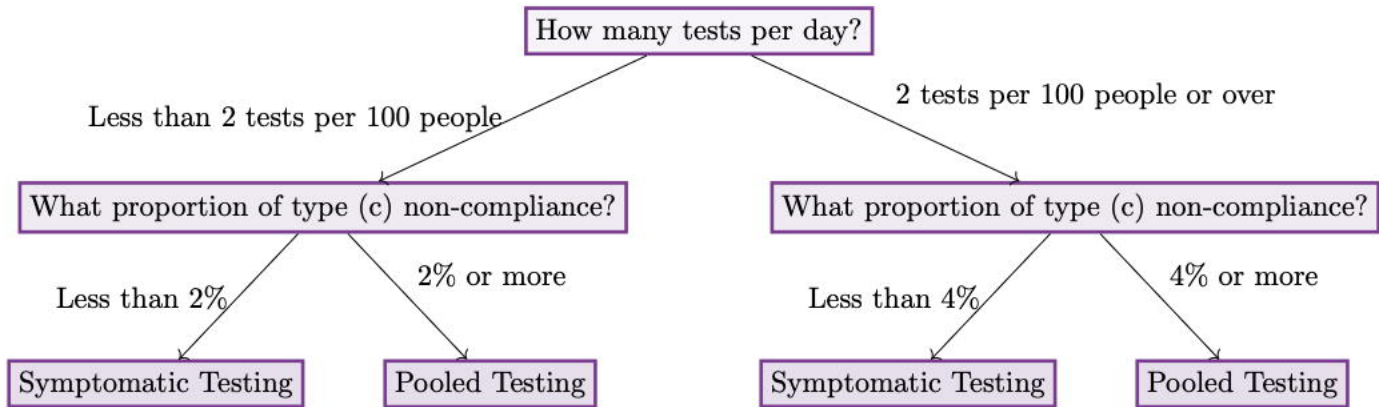 How many tests per day?
Less than 2 tests per 100 people
2 tests per 100 people or over
What proportion of type (c) non-compliance?
What proportion of type (c) non-compliance?
Less than 2%
2% or more
Less than 4%
4% or more
Symptomatic Testing
Pooled Testing
Symptomatic Testing
Pooled Testing